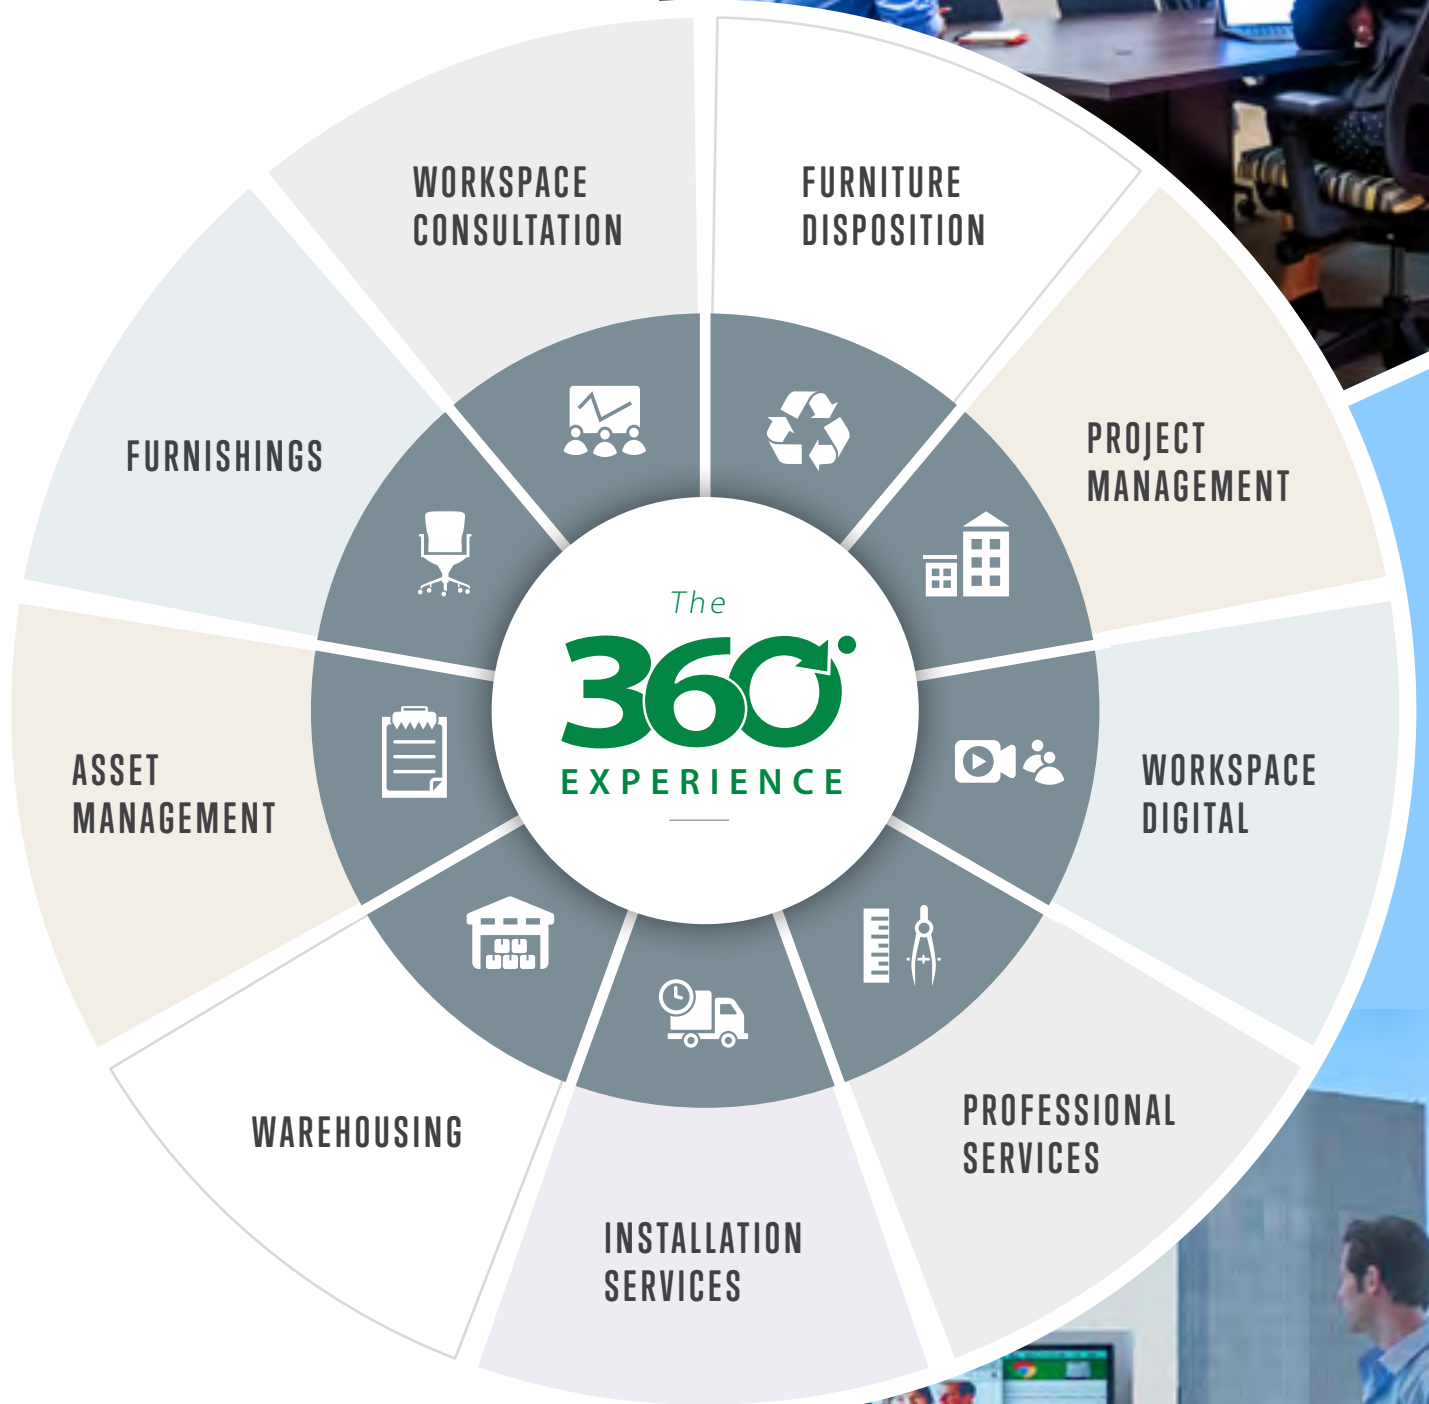 WORKSPACE
CONSULTATION
FURNITURE
DISPOSITION
PROJECT
MANAGEMENT
WORKSPACE
DIGITAL
PROFESSIONAL
SERVICES
INSTALLATION
SERVICES
WAREHOUSING
ASSET
MANAGEMENT
FURNISHINGS
The
360°
EXPERIENCE